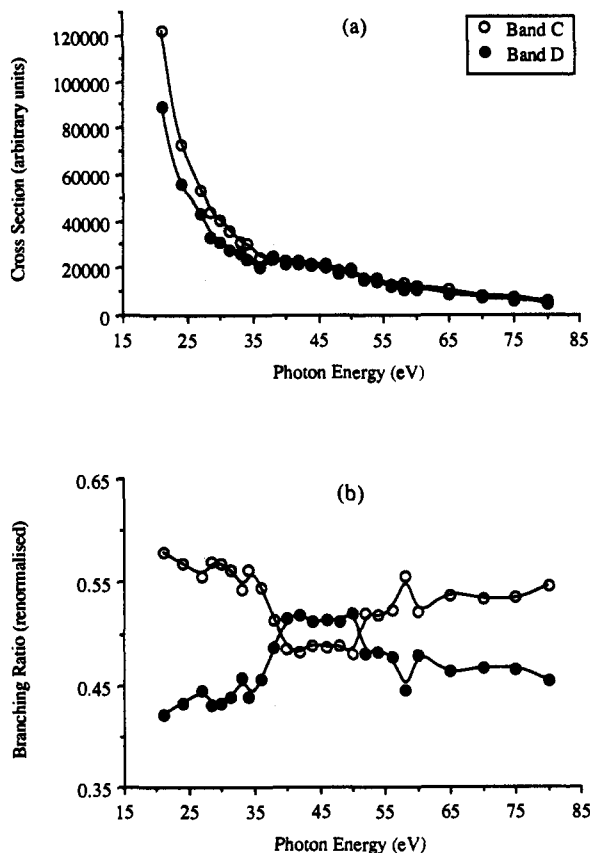 (a)
Band C
Band D
Cross Section (arbitrary units)
120000
100000
80000
60000
40000
20000
0
15 25 35 45 55 65 75 85
Photon Energy (eV)
(b)
Branching Ratio (renormalised)
0.65
0.55
0.45
0.35
15 25 35 45 55 65 75 85
Photon Energy (eV)